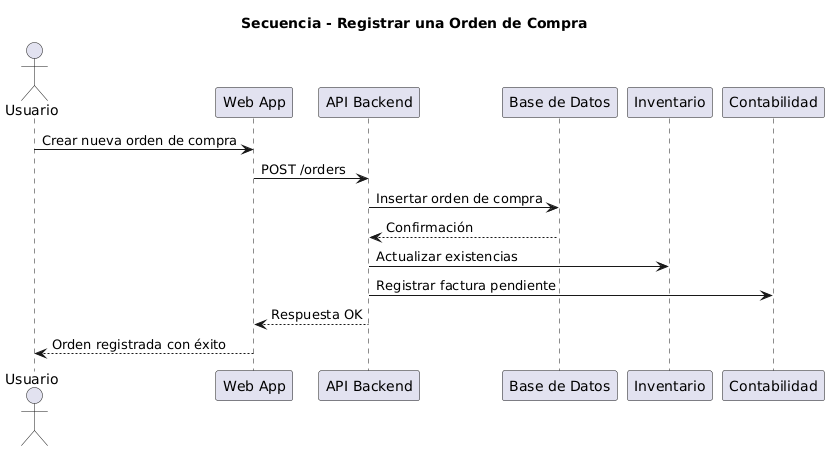 Secuencia - Registrar una Orden de Compra
Usuario
Web App
API Backend
Base de Datos
Inventario
Contabilidad
Crear nueva orden de compra
POST /orders
Insertar orden de compra
Confirmación
Actualizar existencias
Registrar factura pendiente
Respuesta OK
Orden registrada con éxito
Usuario
Web App
API Backend
Base de Datos
Inventario
Contabilidad